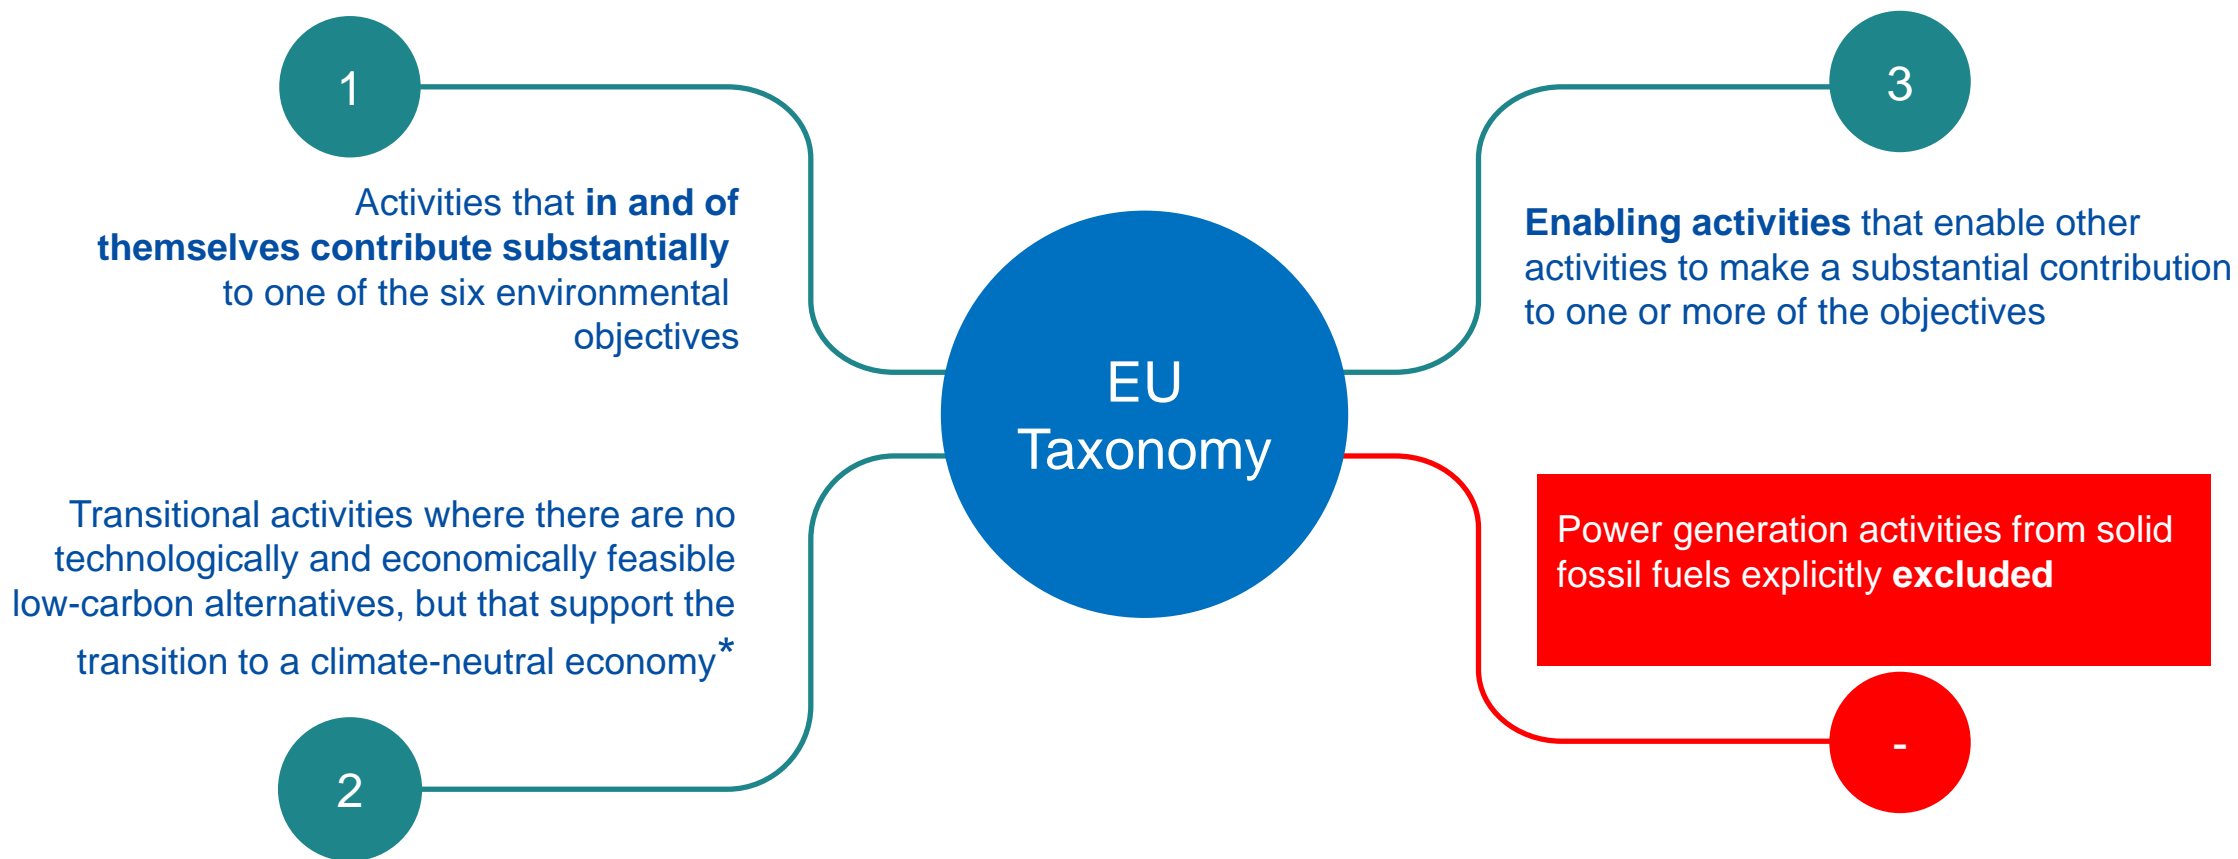 1
Activities that in and of
themselves contribute substantially
to one of the six environmental
objectives
Transitional activities where there are no
technologically and economically feasible
low-carbon alternatives, but that support the
transition to a climate-neutral economy*
2
EU
Taxonomy
3
Enabling activities that enable other
activities to make a substantial contribution
to one or more of the objectives
Power generation activities from solid
fossil fuels explicitly excluded
-